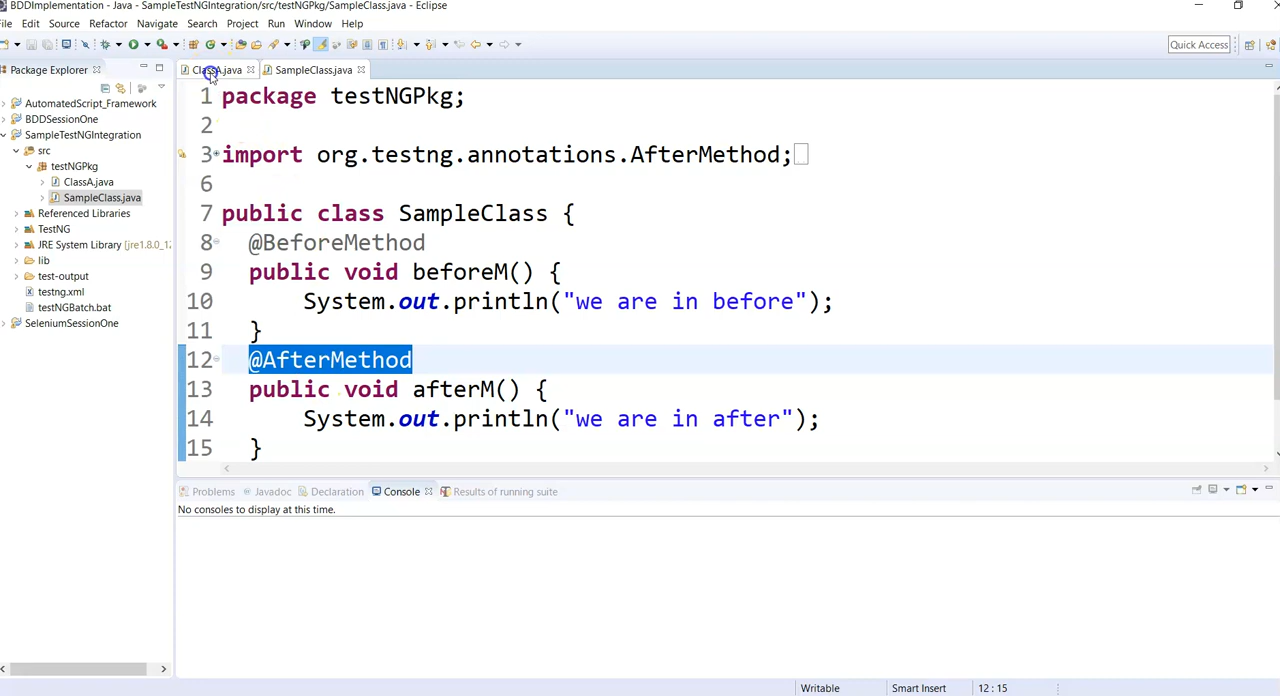 BDDImplementation - Java - SampleTestNGIntegration/src/testNGPkg/SampleClass.java - Eclipse
File Edit Source Refactor Navigate Search Project Run Window Help
Quick Access
Package Explorer
AutomatedScript_Framework
BDDSessionOne
SampleTestNGIntegration
src
testNGPkg
ClassA.java
SampleClass.java
Referenced Libraries
TestNG
JRE System Library [jre1.8.0_12
lib
test-output
testng.xml
testNGBatch.bat
SeleniumSessionOne
ClassA.java SampleClass.java
1 package testNGPkg;
2
3 import org.testng.annotations.AfterMethod;
6
7 public class SampleClass {
8 @BeforeMethod
9 public void beforeM() {
10 System.out.println("we are in before");
11 }
12 @AfterMethod
13 public void afterM() {
14 System.out.println("we are in after");
15 }
Problems Javadoc Declaration Console Results of running suite
No consoles to display at this time.
Writable Smart Insert 12 : 15